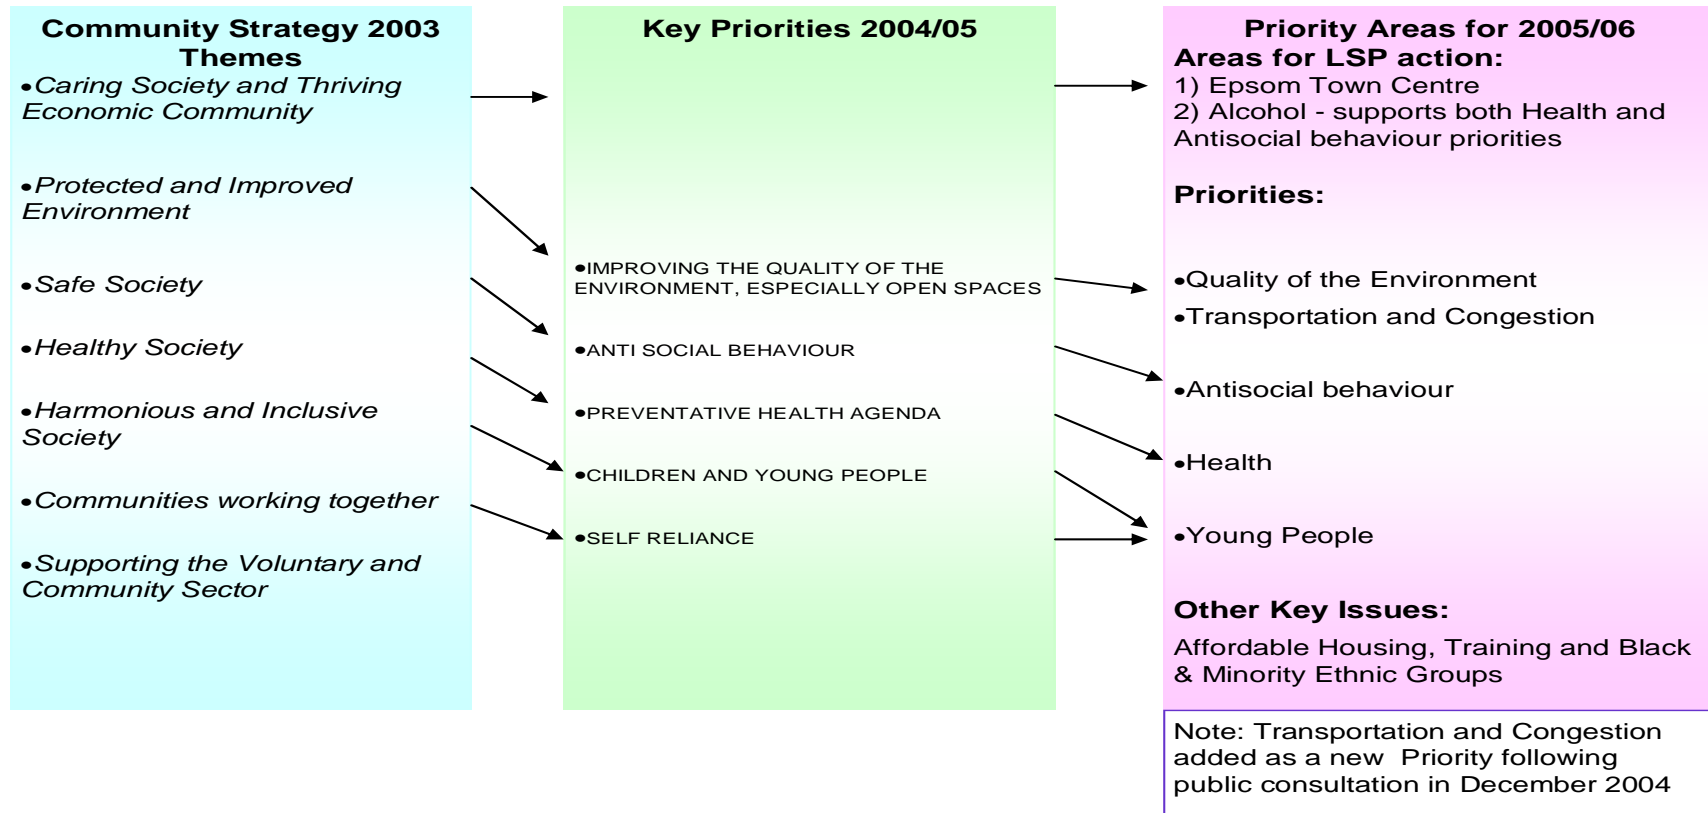 Community Strategy 2003
Themes
•Caring Society and Thriving
Economic Community
•Protected and Improved
Environment
•Safe Society
•Healthy Society
•Harmonious and Inclusive
Society
•Communities working together
•Supporting the Voluntary and
Community Sector
Key Priorities 2004/05
•IMPROVING THE QUALITY OF THE
ENVIRONMENT, ESPECIALLY OPEN SPACES
•ANTI SOCIAL BEHAVIOUR
•PREVENTATIVE HEALTH AGENDA
•CHILDREN AND YOUNG PEOPLE
•SELF RELIANCE
Priority Areas for 2005/06
Areas for LSP action:
1) Epsom Town Centre
2) Alcohol - supports both Health and
Antisocial behaviour priorities
Priorities:
•Quality of the Environment
•Transportation and Congestion
•Antisocial behaviour
•Health
•Young People
Other Key Issues:
Affordable Housing, Training and Black
& Minority Ethnic Groups
Note: Transportation and Congestion
added as a new  Priority following
public consultation in December 2004